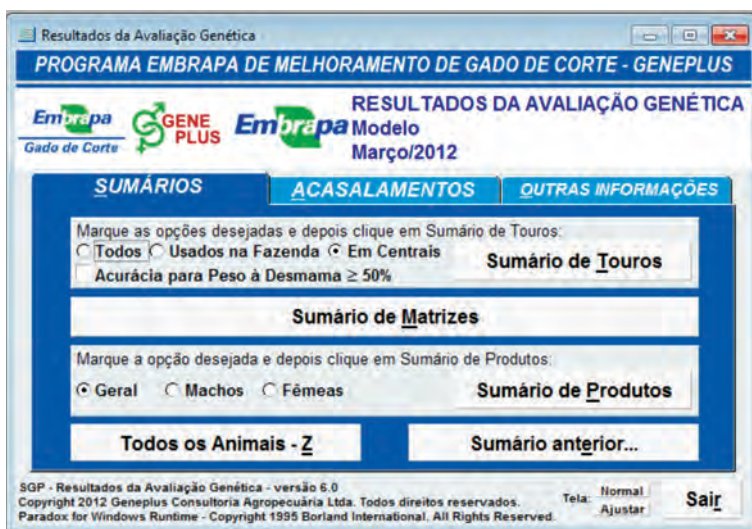 Resultados da Avaliação Genética
PROGRAMA EMBRAPA DE MELHORAMENTO DE GADO DE CORTE - GENEPLUS
Embrapa
Gado de Corte
GENE
PLUS
Embrapa
RESULTADOS DA AVALIAÇÃO GENÉTICA
Modelo
Março/2012
SUMÁRIOS
ACASALAMENTOS
OUTRAS INFORMAÇÕES
Marque as opções desejadas e depois clique em Sumário de Touros:
Todos Usados na Fazenda Em Centrais
Acurácia para Peso à Desmama ≥ 50%
Sumário de Touros
Sumário de Matrizes
Marque a opção desejada e depois clique em Sumário de Produtos:
Geral Machos Fêmeas
Sumário de Produtos
Todos os Animais - Z
Sumário anterior...
SGP - Resultados da Avaliação Genética - versão 6.0
Copyright 2012 Geneplus Consultoria Agropecuária Ltda. Todos direitos reservados.
Paradox for Windows Runtime - Copyright 1995 Borland International. All Rights Reserved.
Tela:
Normal
Ajustar
Sair